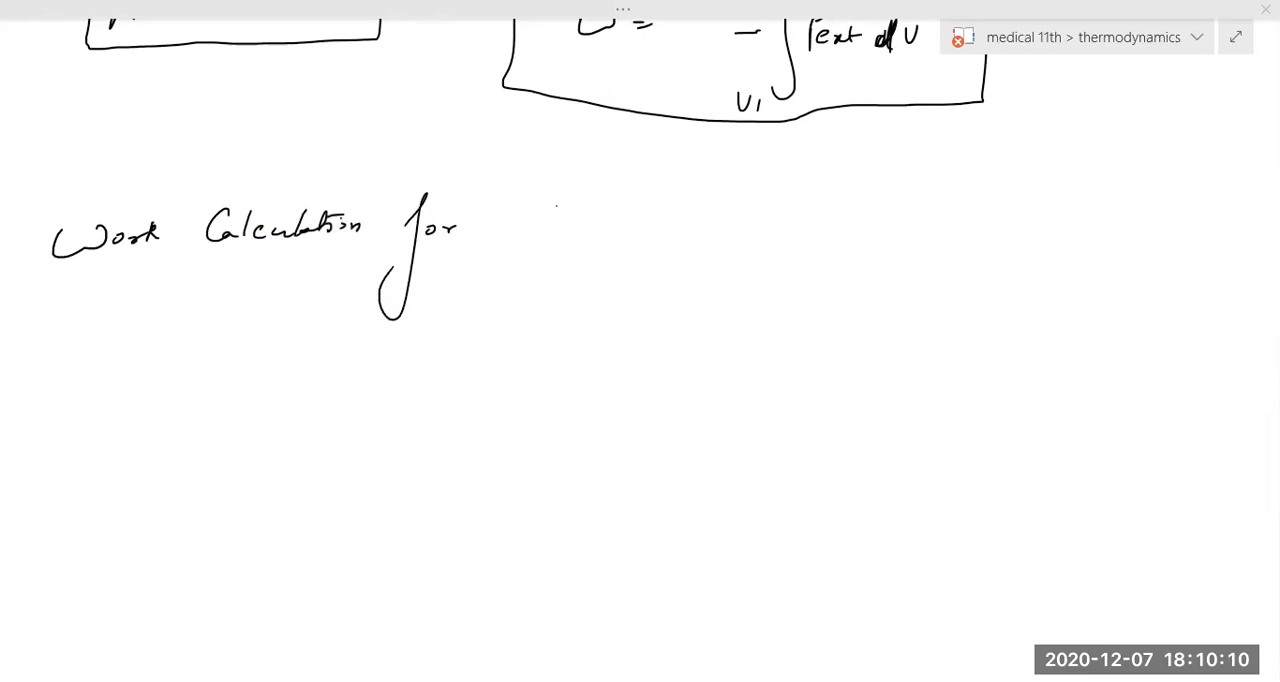 medical 11th > thermodynamics
ω = - ∫ Pext dV
V1
Work Calculation for
2020-12-07 18:10:10